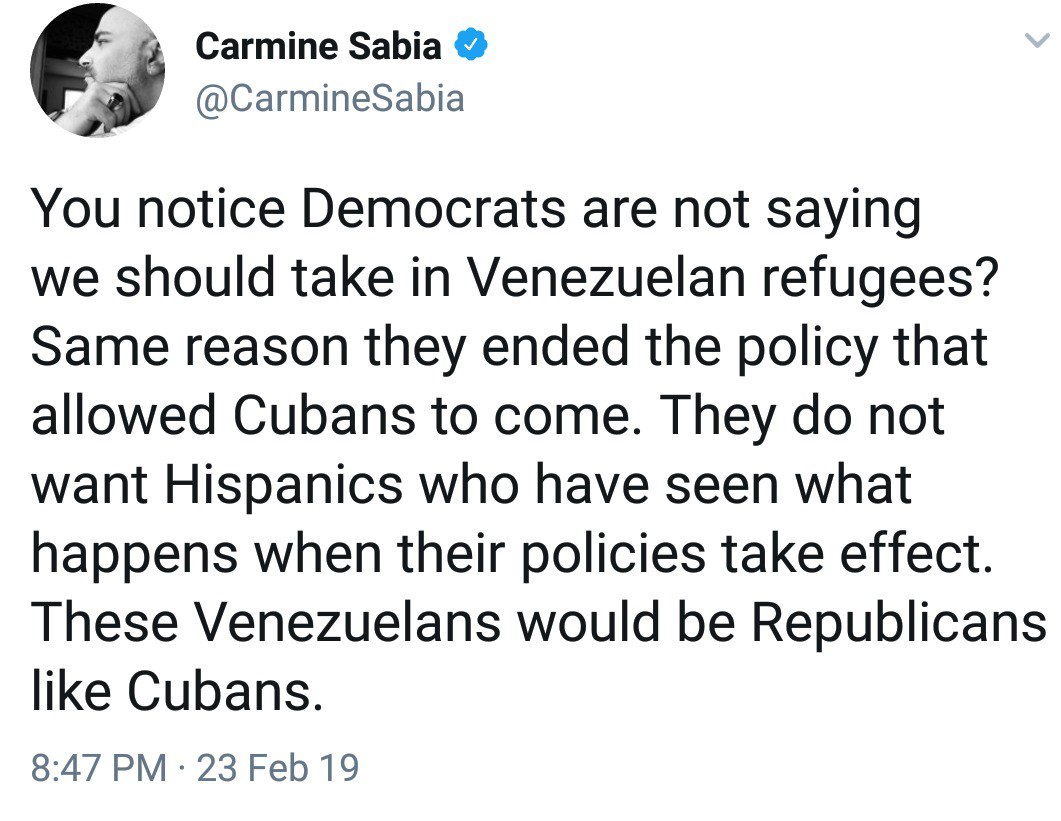 Carmine Sabia
@CarmineSabia
You notice Democrats are not saying
we should take in Venezuelan refugees?
Same reason they ended the policy that
allowed Cubans to come. They do not
want Hispanics who have seen what
happens when their policies take effect.
These Venezuelans would be Republicans
like Cubans.
8:47 PM · 23 Feb 19